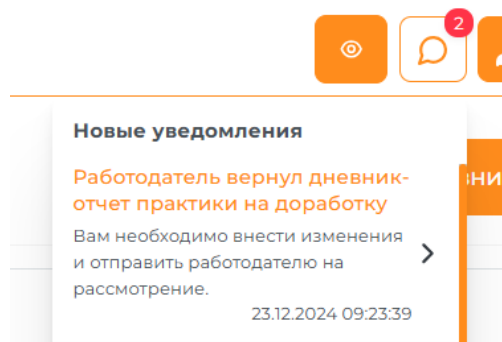 2
Новые уведомления
Работодатель вернул дневник-
отчет практики на доработку
Вам необходимо внести изменения
и отправить работодателю на
рассмотрение.
23.12.2024 09:23:39